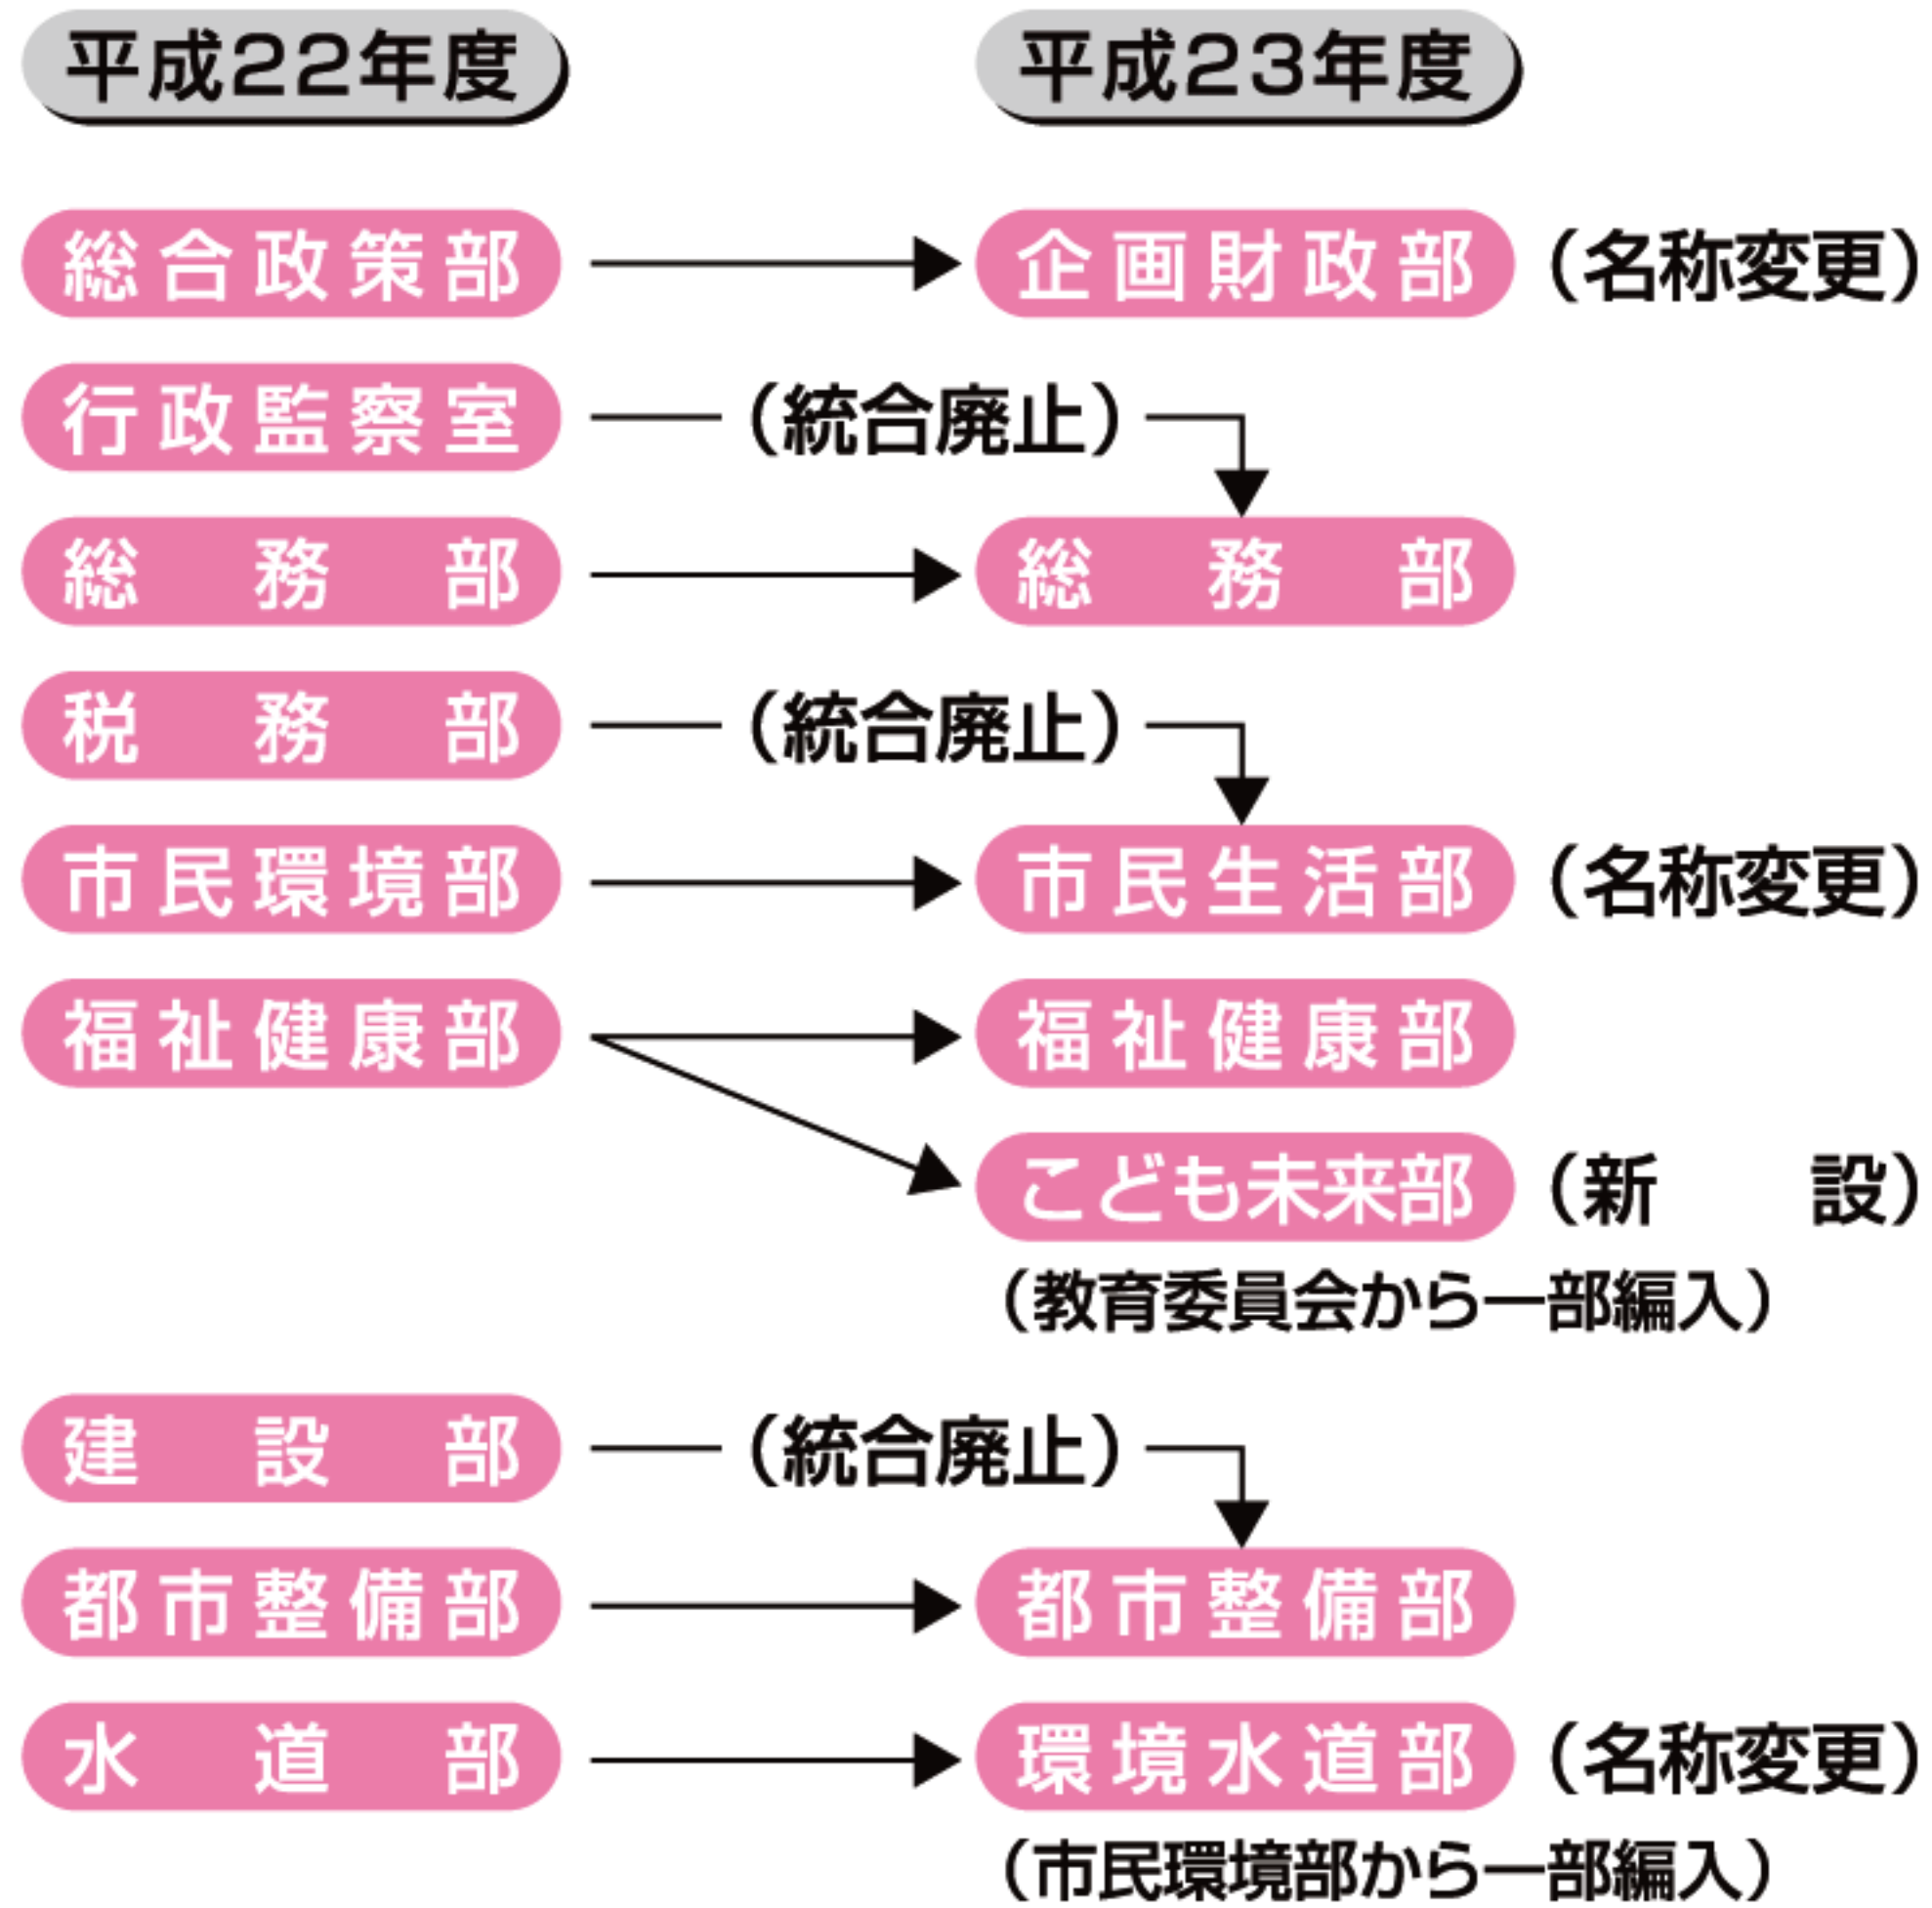 平成22年度 平成23年度
総合政策部 企画財政部 (名称変更)
行政監察室 (統合廃止)
総務部 総務部
税務部 (統合廃止)
市民環境部 市民生活部 (名称変更)
福祉健康部 福祉健康部
こども未来部 (新設)
(教育委員会から一部編入)
建設部 (統合廃止)
都市整備部 都市整備部
水道部 環境水道部 (名称変更)
(市民環境部から一部編入)